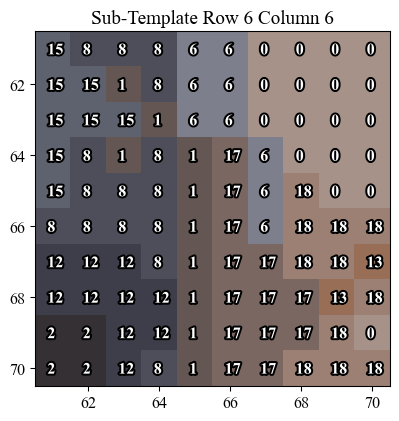 Sub-Template Row 6 Column 6
15 8 8 8 6 6 0 0 0 0
62 15 15 1 8 6 6 0 0 0 0
15 15 15 1 6 6 0 0 0 0
64 15 8 1 8 1 17 6 0 0 0
15 8 8 8 1 17 6 18 0 0
66 8 8 8 8 1 17 6 18 18 18
12 12 12 8 1 17 17 18 18 13
68 12 12 12 12 1 17 17 17 13 18
2 2 12 12 1 17 17 17 18 0
70 2 2 12 8 1 17 17 18 18 18
62 64 66 68 70